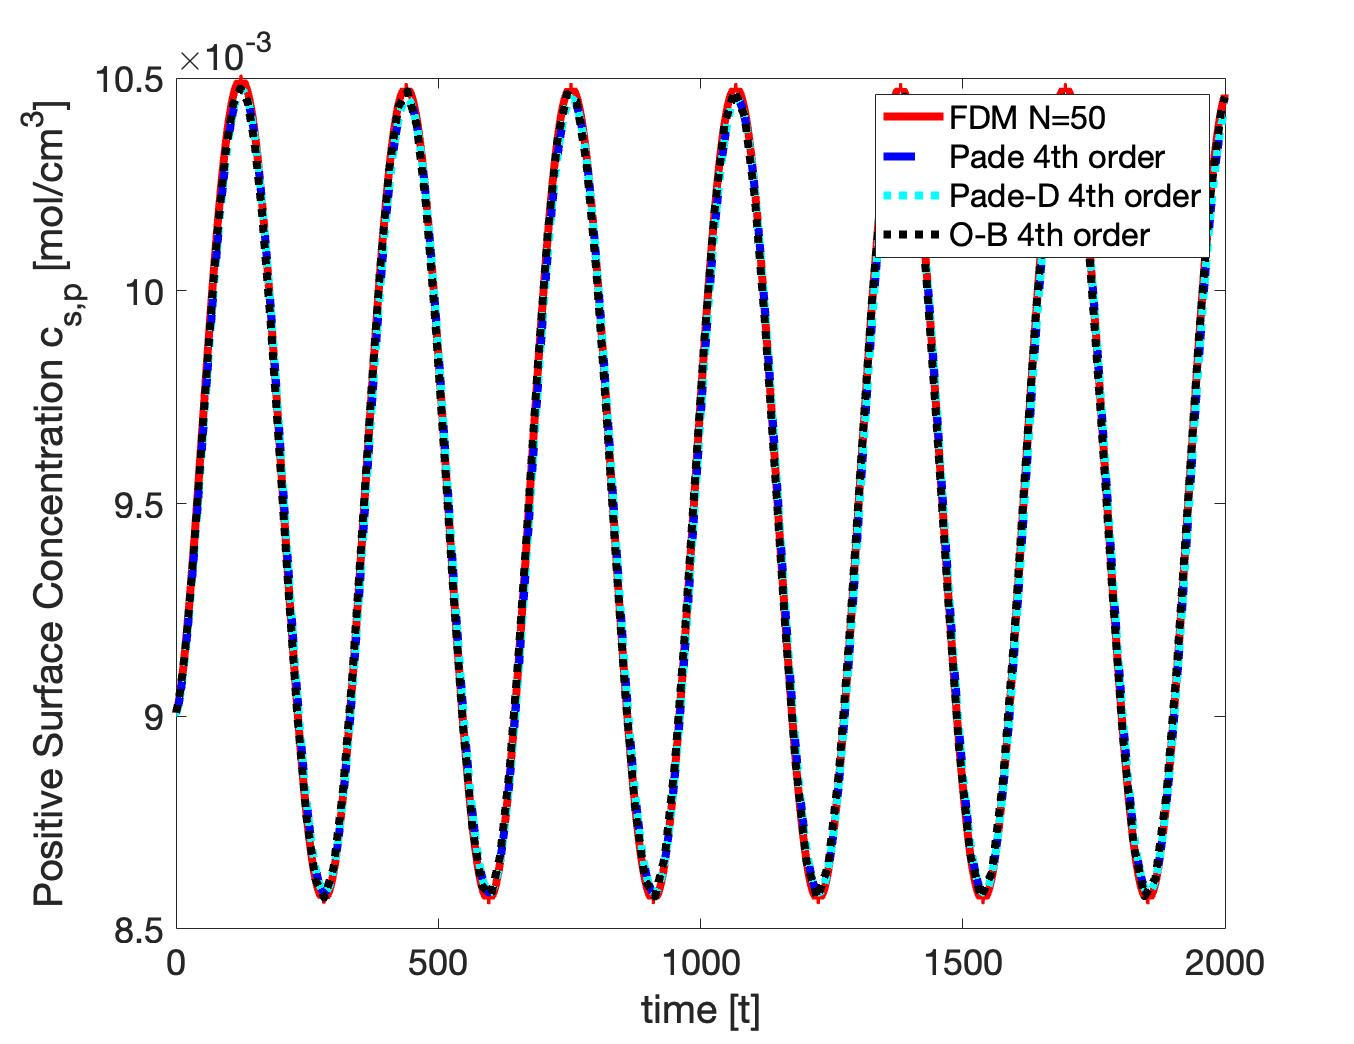 ×10⁻³
10.5
10
9.5
9
8.5
Positive Surface Concentration c_s,p [mol/cm³]
FDM N=50
Pade 4th order
Pade-D 4th order
O-B 4th order
0 500 1000 1500 2000
time [t]